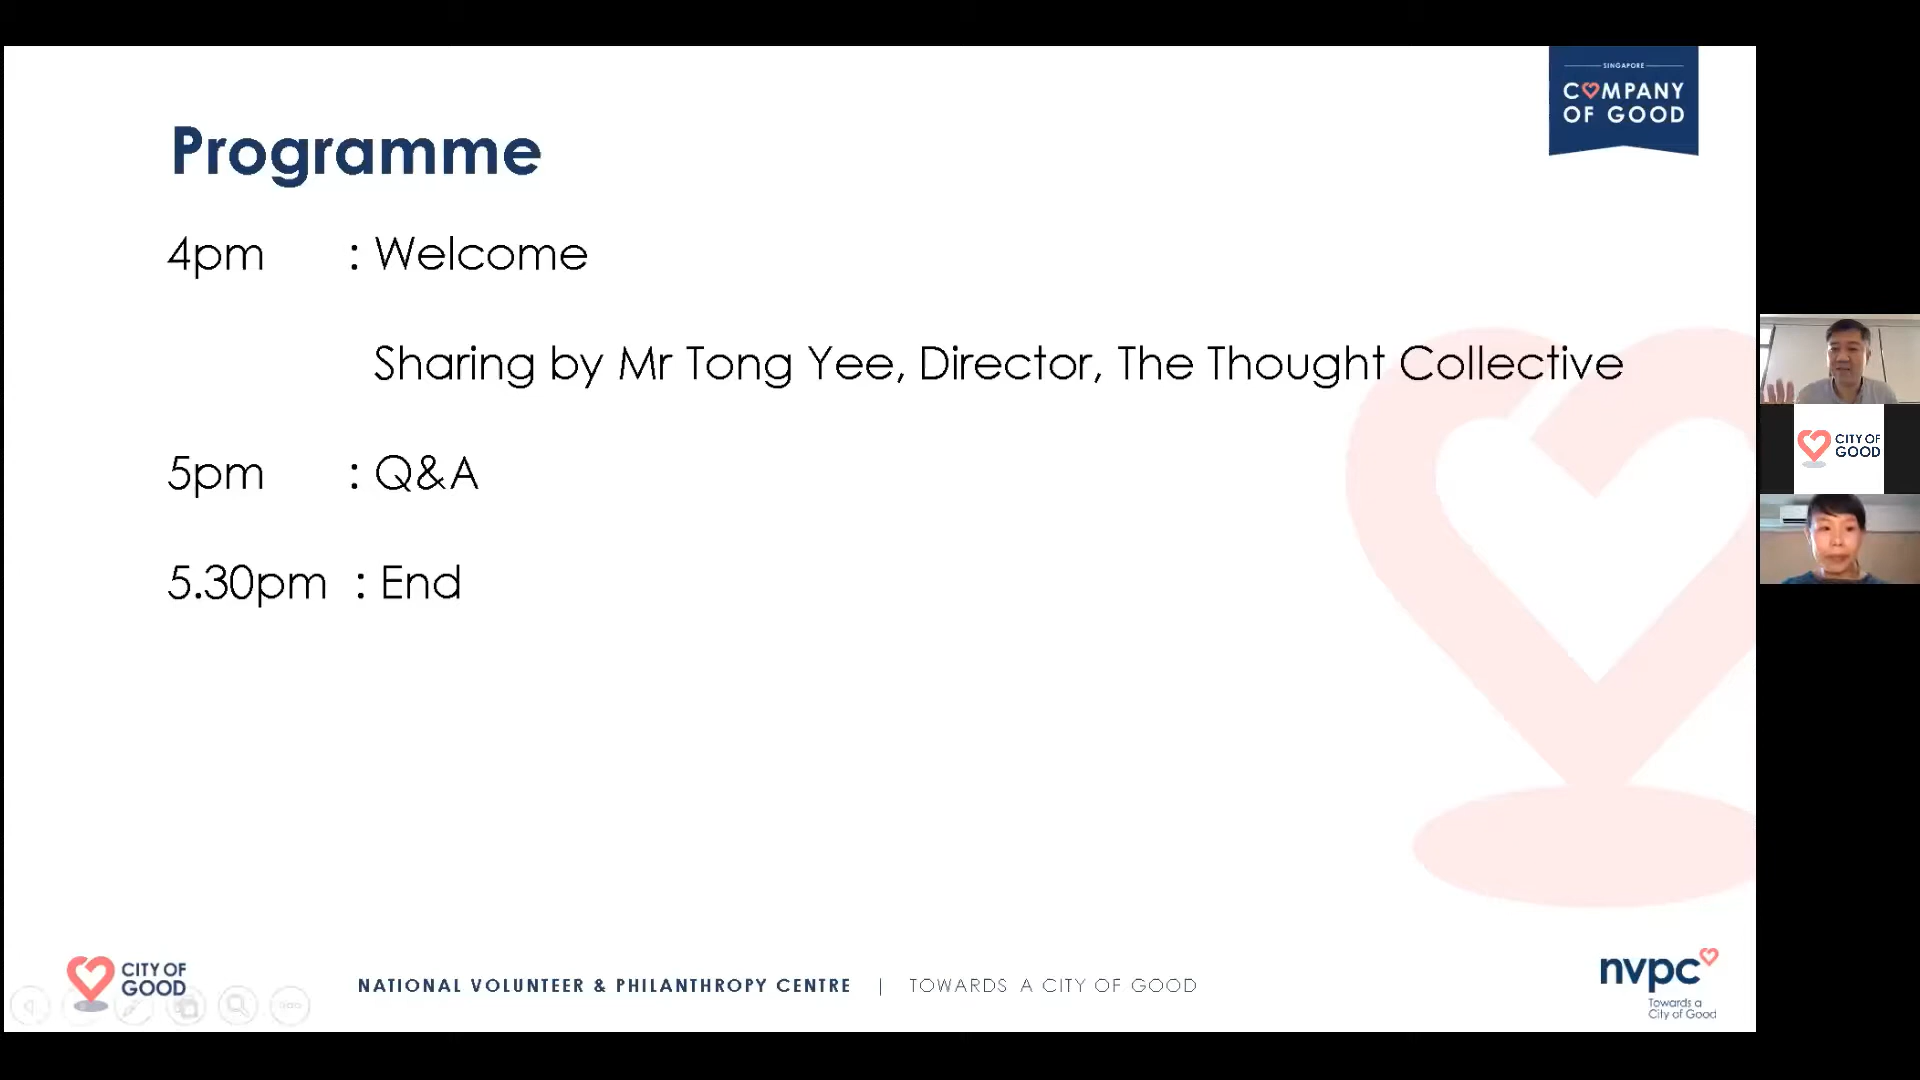 SINGAPORE
COMPANY
OF GOOD
Programme
4pm : Welcome
Sharing by Mr Tong Yee, Director, The Thought Collective
5pm : Q&A
5.30pm : End
CITY OF
GOOD
CITY OF
GOOD
NATIONAL VOLUNTEER & PHILANTHROPY CENTRE | TOWARDS A CITY OF GOOD
nvpc
Towards a
City of Good